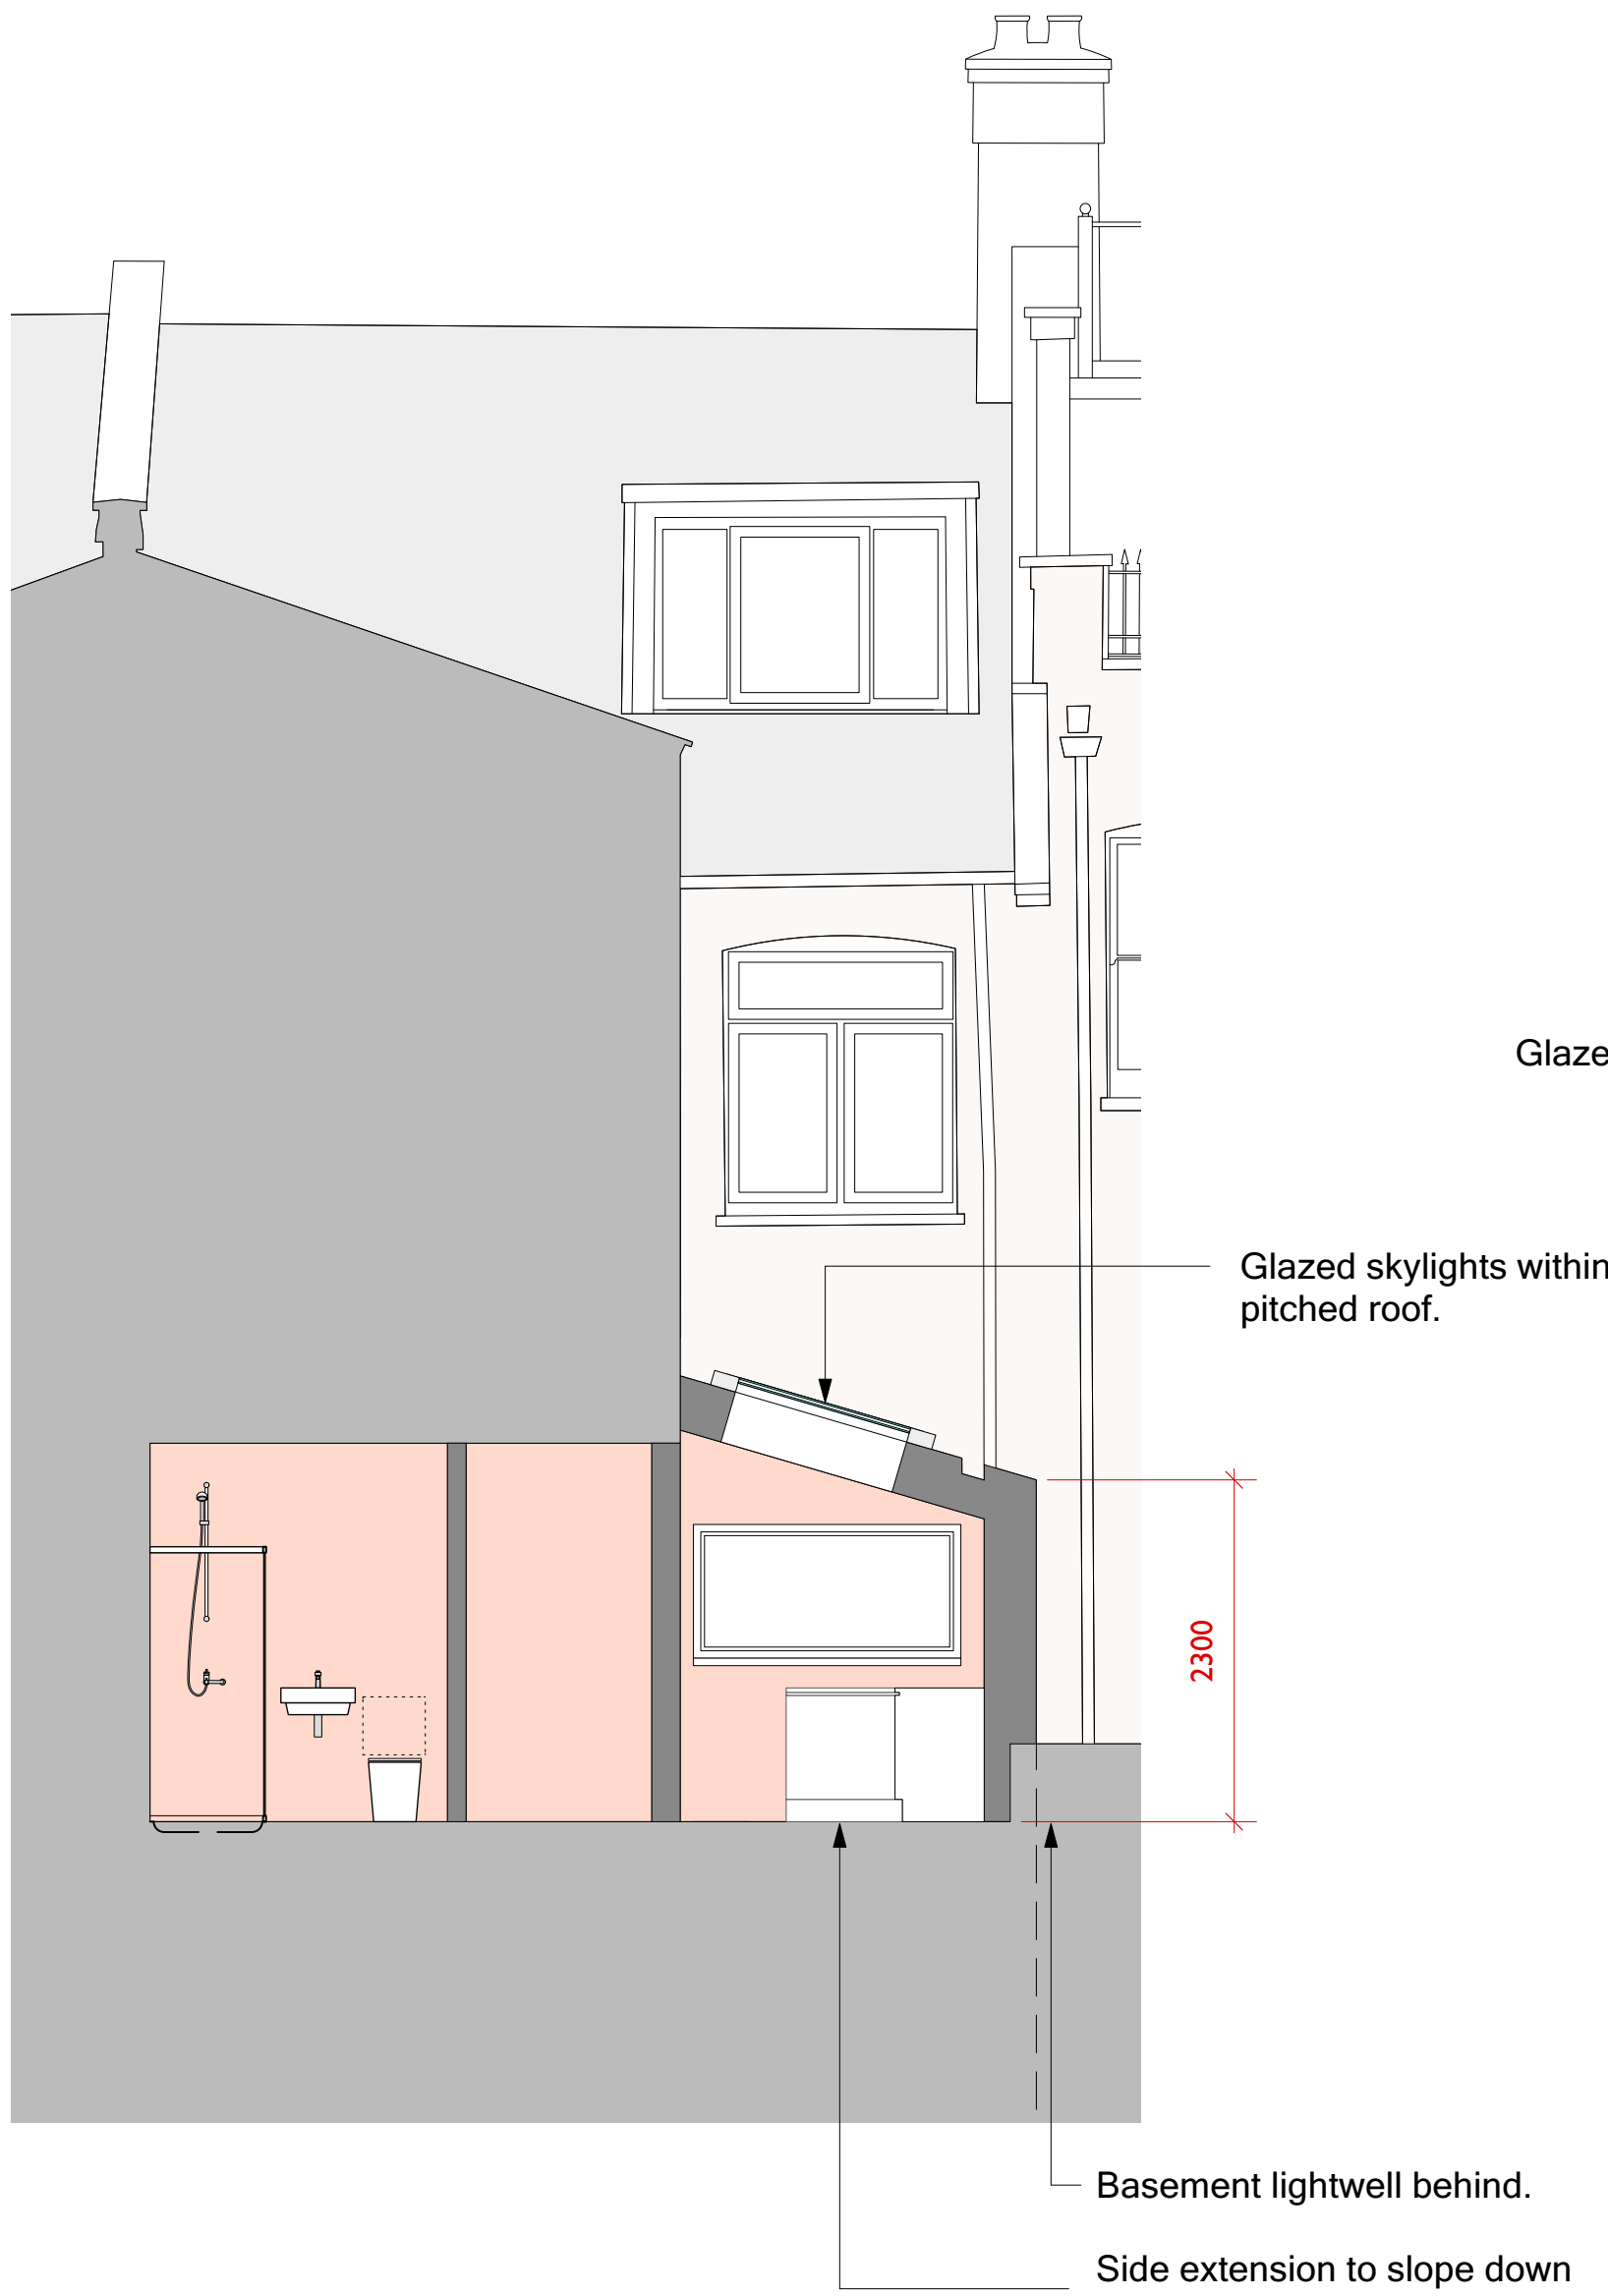 Glaze
Glazed skylights within
pitched roof.
2300
Basement lightwell behind.
Side extension to slope down